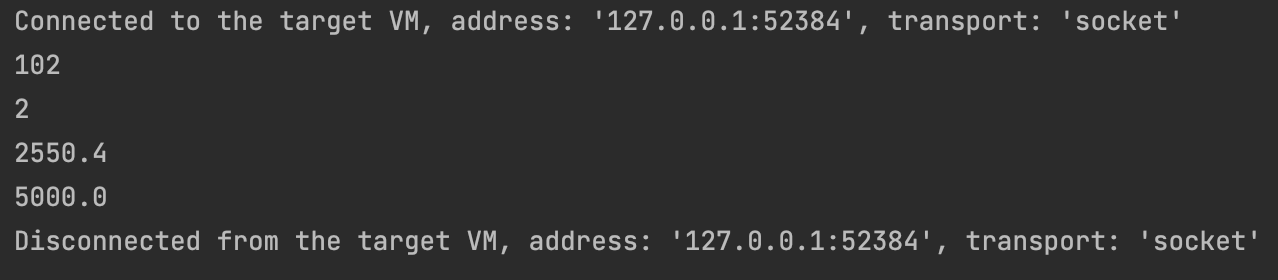 Connected to the target VM, address: '127.0.0.1:52384', transport: 'socket'
102
2
2550.4
5000.0
Disconnected from the target VM, address: '127.0.0.1:52384', transport: 'socket'